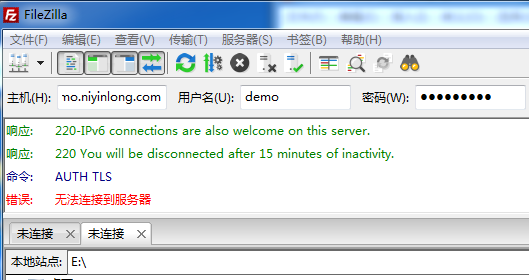 FileZilla
文件(F) 编辑(E) 查看(V) 传输(T) 服务器(S) 书签(B) 帮助(H)
主机(H): mo.niyinlong.com 用户名(U): demo 密码(W): ●●●●●●●●●
响应: 220-IPv6 connections are also welcome on this server.
响应: 220 You will be disconnected after 15 minutes of inactivity.
命令: AUTH TLS
错误: 无法连接到服务器
未连接 未连接
本地站点: E:\